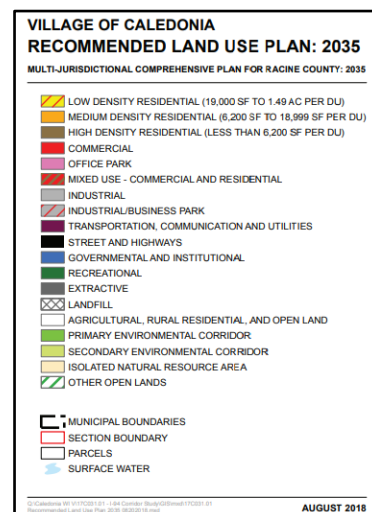 VILLAGE OF CALEDONIA
RECOMMENDED LAND USE PLAN: 2035
MULTI-JURISDICTIONAL COMPREHENSIVE PLAN FOR RACINE COUNTY: 2035
LOW DENSITY RESIDENTIAL (19,000 SF TO 1.49 AC PER DU)
MEDIUM DENSITY RESIDENTIAL (6,200 SF TO 18,999 SF PER DU)
HIGH DENSITY RESIDENTIAL (LESS THAN 6,200 SF PER DU)
COMMERCIAL
OFFICE PARK
MIXED USE - COMMERCIAL AND RESIDENTIAL
INDUSTRIAL
INDUSTRIAL/BUSINESS PARK
TRANSPORTATION, COMMUNICATION AND UTILITIES
STREET AND HIGHWAYS
GOVERNMENTAL AND INSTITUTIONAL
RECREATIONAL
EXTRACTIVE
LANDFILL
AGRICULTURAL, RURAL RESIDENTIAL, AND OPEN LAND
PRIMARY ENVIRONMENTAL CORRIDOR
SECONDARY ENVIRONMENTAL CORRIDOR
ISOLATED NATURAL RESOURCE AREA
OTHER OPEN LANDS
MUNICIPAL BOUNDARIES
SECTION BOUNDARY
PARCELS
SURFACE WATER
Recommended Land Use Plan 2035
AUGUST 2018